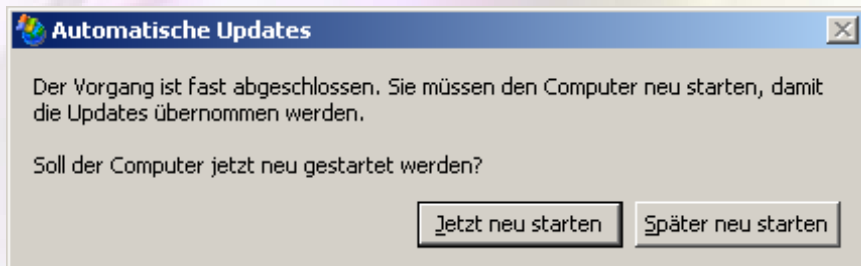 Automatische Updates
Der Vorgang ist fast abgeschlossen. Sie müssen den Computer neu starten, damit
die Updates übernommen werden.
Soll der Computer jetzt neu gestartet werden?
Jetzt neu starten Später neu starten